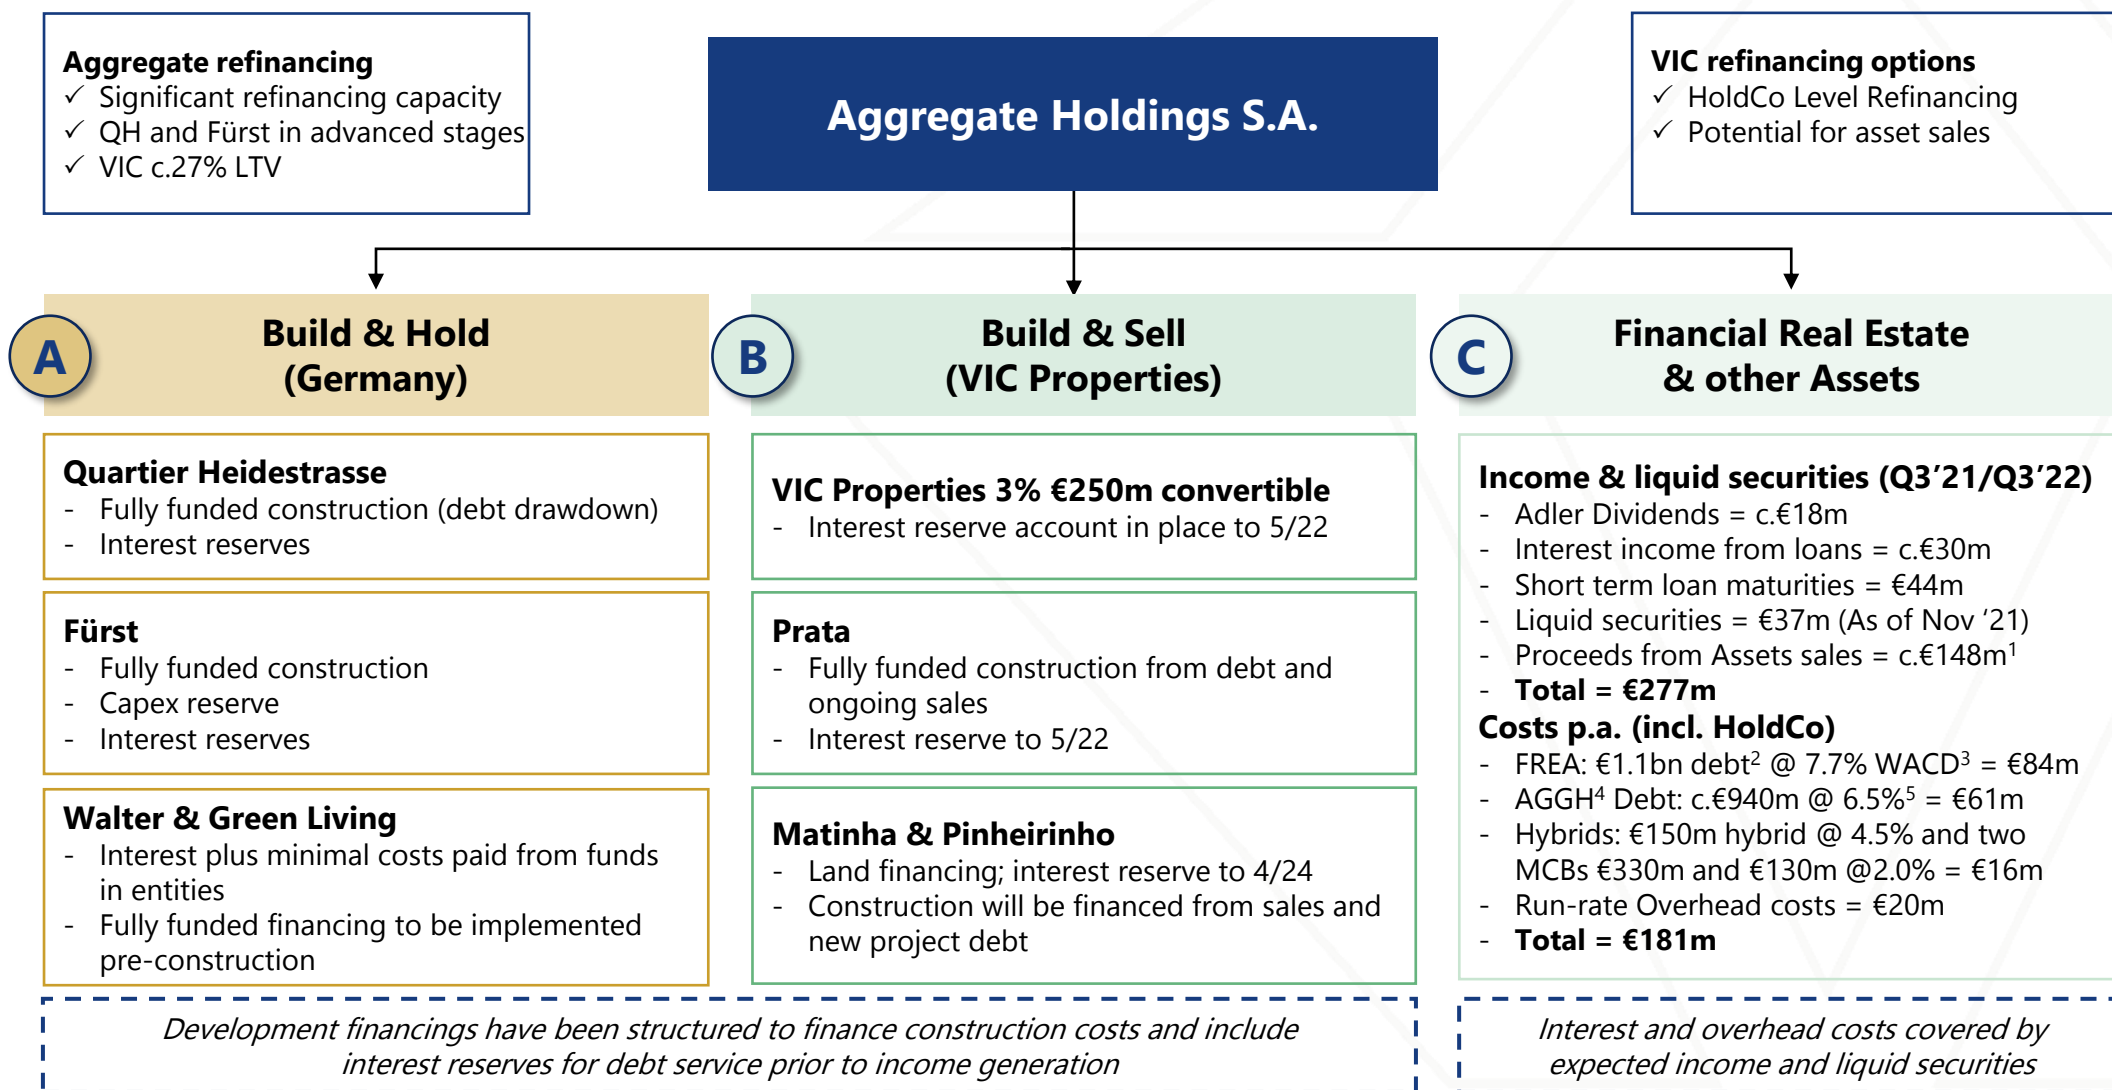 Aggregate refinancing
✓ Significant refinancing capacity
✓ QH and Fürst in advanced stages
✓ VIC c.27% LTV
Aggregate Holdings S.A.
VIC refinancing options
✓ HoldCo Level Refinancing
✓ Potential for asset sales
A
Build & Hold
(Germany)
Quartier Heidestrasse
- Fully funded construction (debt drawdown)
- Interest reserves
Fürst
- Fully funded construction
- Capex reserve
- Interest reserves
Walter & Green Living
- Interest plus minimal costs paid from funds
in entities
- Fully funded financing to be implemented
pre-construction
B
Build & Sell
(VIC Properties)
VIC Properties 3% €250m convertible
- Interest reserve account in place to 5/22
Prata
- Fully funded construction from debt and
ongoing sales
- Interest reserve to 5/22
Matinha & Pinheirinho
- Land financing; interest reserve to 4/24
- Construction will be financed from sales and
new project debt
C
Financial Real Estate
& other Assets
Income & liquid securities (Q3’21/Q3’22)
- Adler Dividends = c.€18m
- Interest income from loans = c.€30m
- Short term loan maturities = €44m
- Liquid securities = €37m (As of Nov ‘21)
- Proceeds from Assets sales = c.€148m¹
- Total = €277m
Costs p.a. (incl. HoldCo)
- FREA: €1.1bn debt² @ 7.7% WACD³ = €84m
- AGGH⁴ Debt: c.€940m @ 6.5%⁵ = €61m
- Hybrids: €150m hybrid @ 4.5% and two
MCBs €330m and €130m @2.0% = €16m
- Run-rate Overhead costs = €20m
- Total = €181m
Development financings have been structured to finance construction costs and include
interest reserves for debt service prior to income generation
Interest and overhead costs covered by
expected income and liquid securities